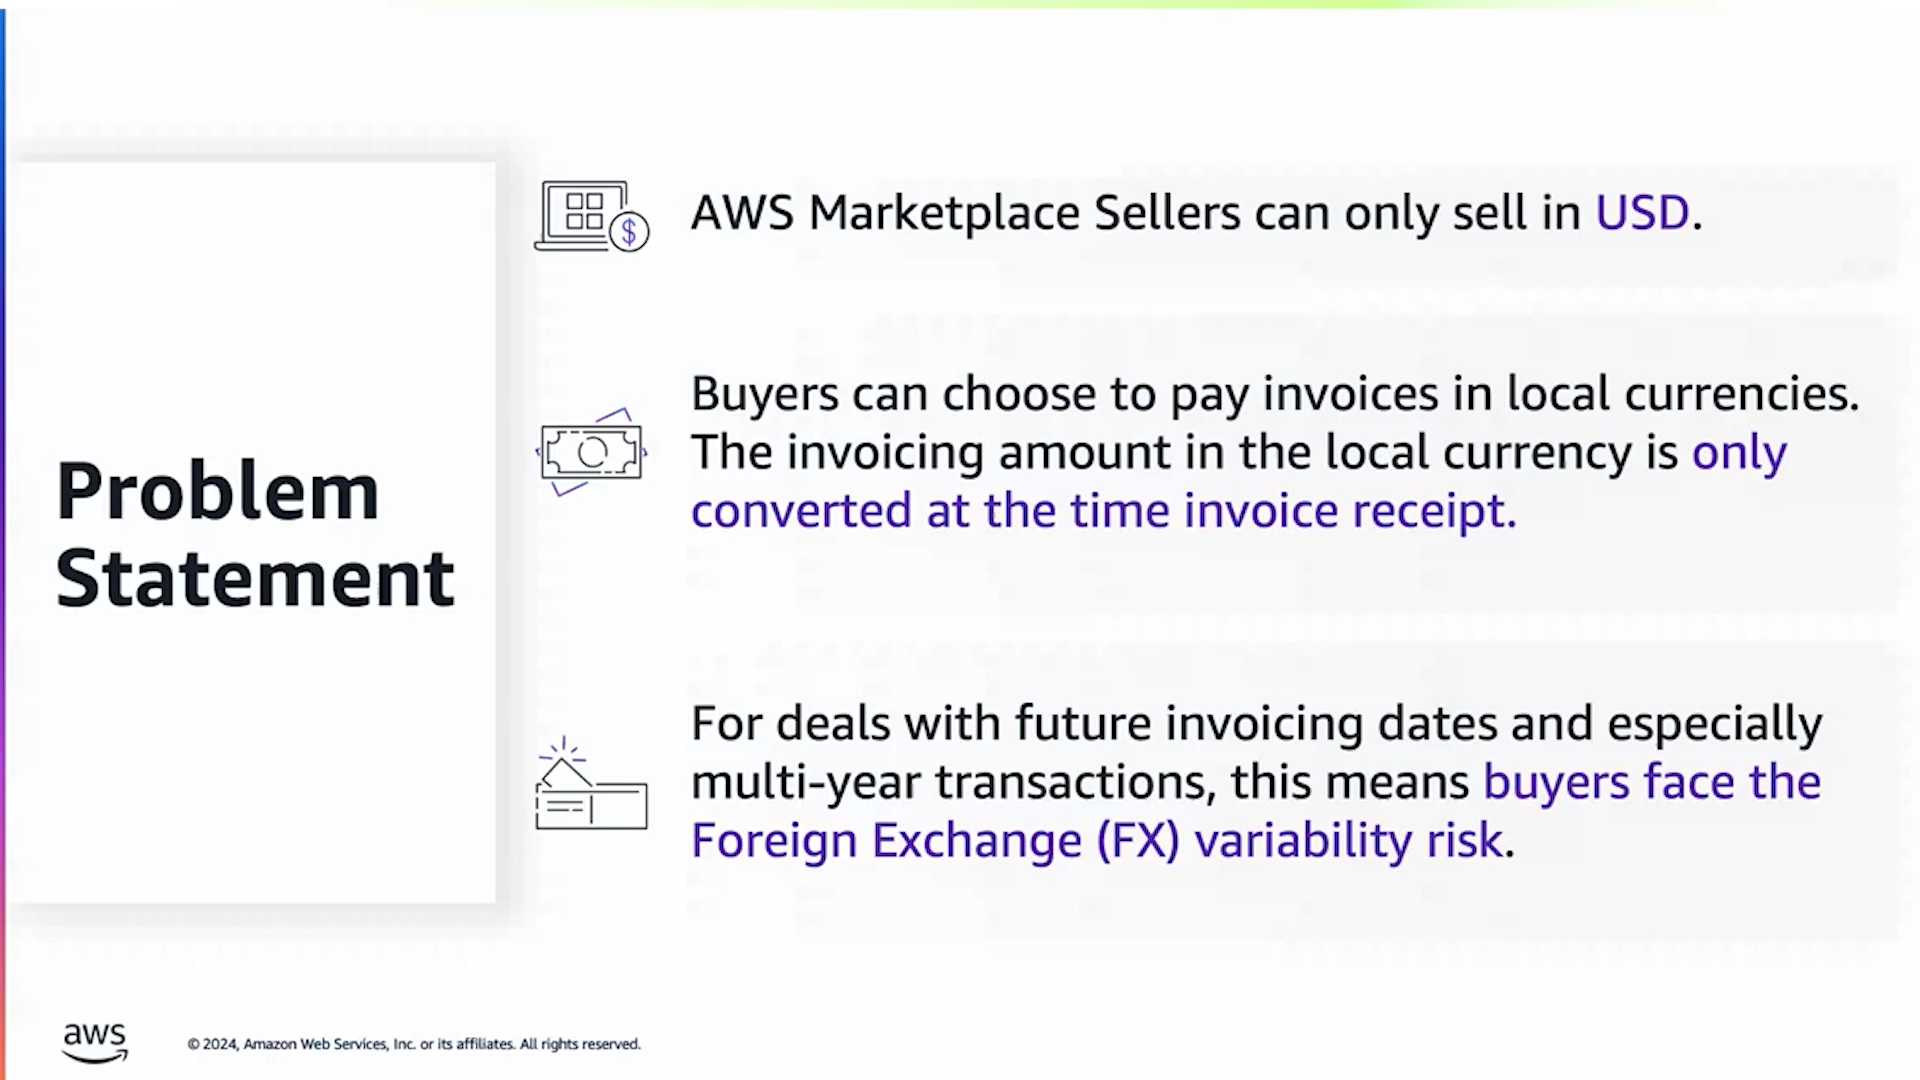 Problem
Statement
AWS Marketplace Sellers can only sell in USD.
Buyers can choose to pay invoices in local currencies.
The invoicing amount in the local currency is only
converted at the time invoice receipt.
For deals with future invoicing dates and especially
multi-year transactions, this means buyers face the
Foreign Exchange (FX) variability risk.
aws
© 2024, Amazon Web Services, Inc. or its affiliates. All rights reserved.